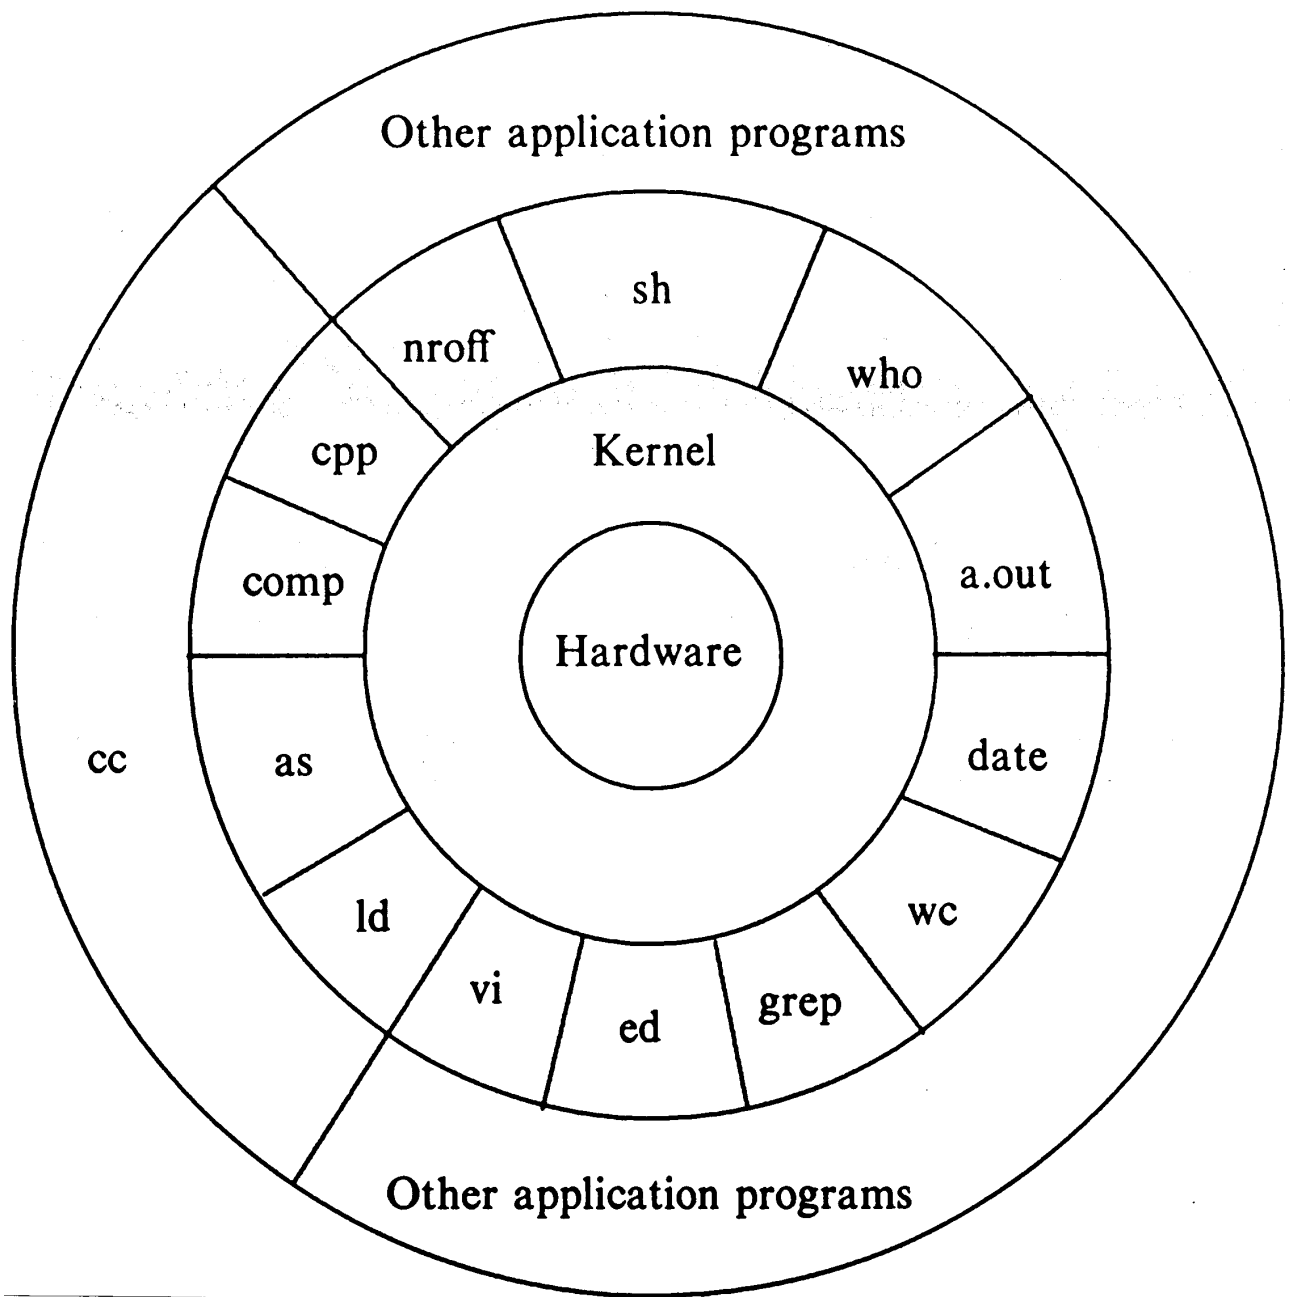 Other application programs
sh
nroff
who
cpp
Kernel
comp
a.out
Hardware
cc
as
date
ld
wc
vi
ed
grep
Other application programs